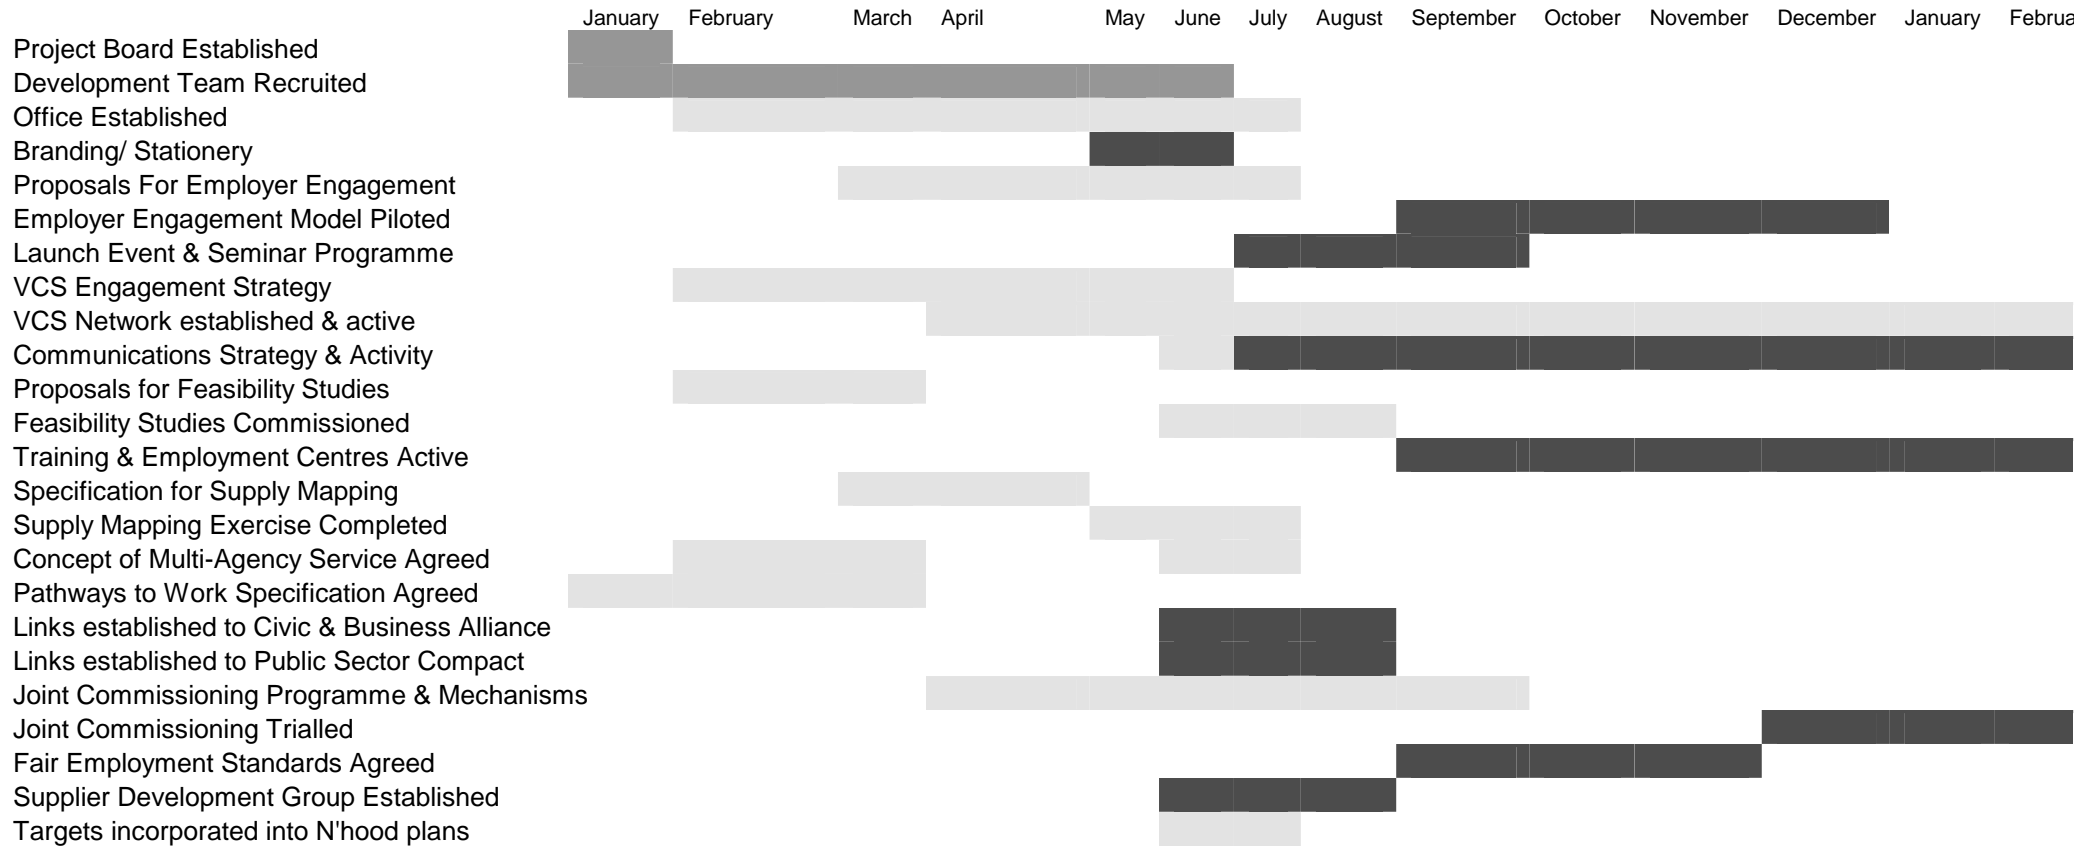 January February March April May June July August September October November December January Februa
Project Board Established
Development Team Recruited
Office Established
Branding/ Stationery
Proposals For Employer Engagement
Employer Engagement Model Piloted
Launch Event & Seminar Programme
VCS Engagement Strategy
VCS Network established & active
Communications Strategy & Activity
Proposals for Feasibility Studies
Feasibility Studies Commissioned
Training & Employment Centres Active
Specification for Supply Mapping
Supply Mapping Exercise Completed
Concept of Multi-Agency Service Agreed
Pathways to Work Specification Agreed
Links established to Civic & Business Alliance
Links established to Public Sector Compact
Joint Commissioning Programme & Mechanisms
Joint Commissioning Trialled
Fair Employment Standards Agreed
Supplier Development Group Established
Targets incorporated into N'hood plans